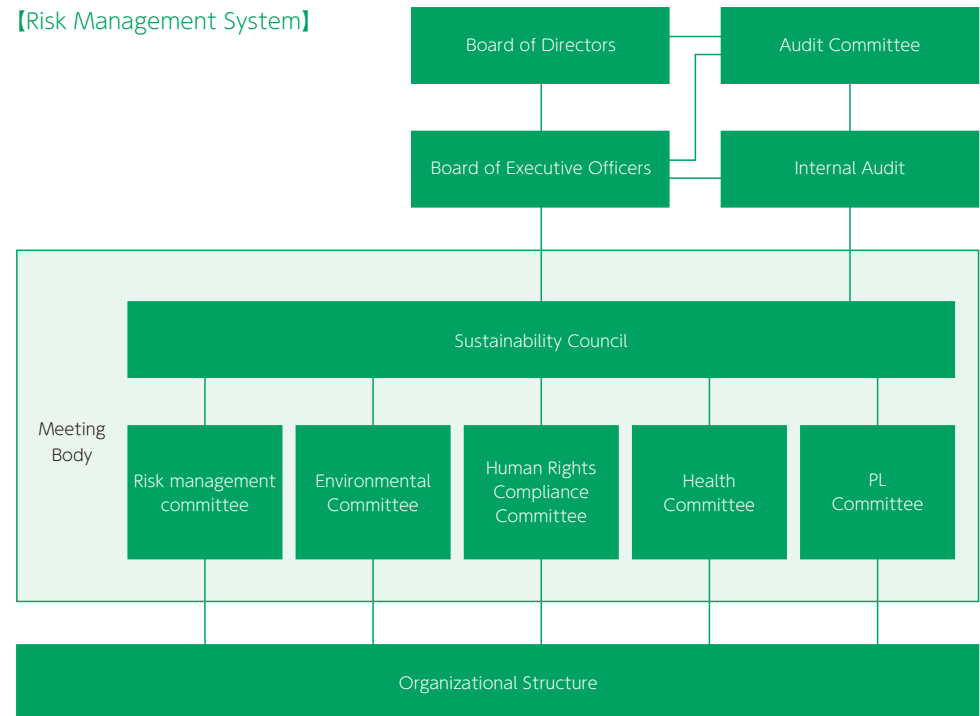 【Risk Management System】
Board of Directors
Audit Committee
Board of Executive Officers
Internal Audit
Sustainability Council
Meeting
Body
Risk management
committee
Environmental
Committee
Human Rights
Compliance
Committee
Health
Committee
PL
Committee
Organizational Structure